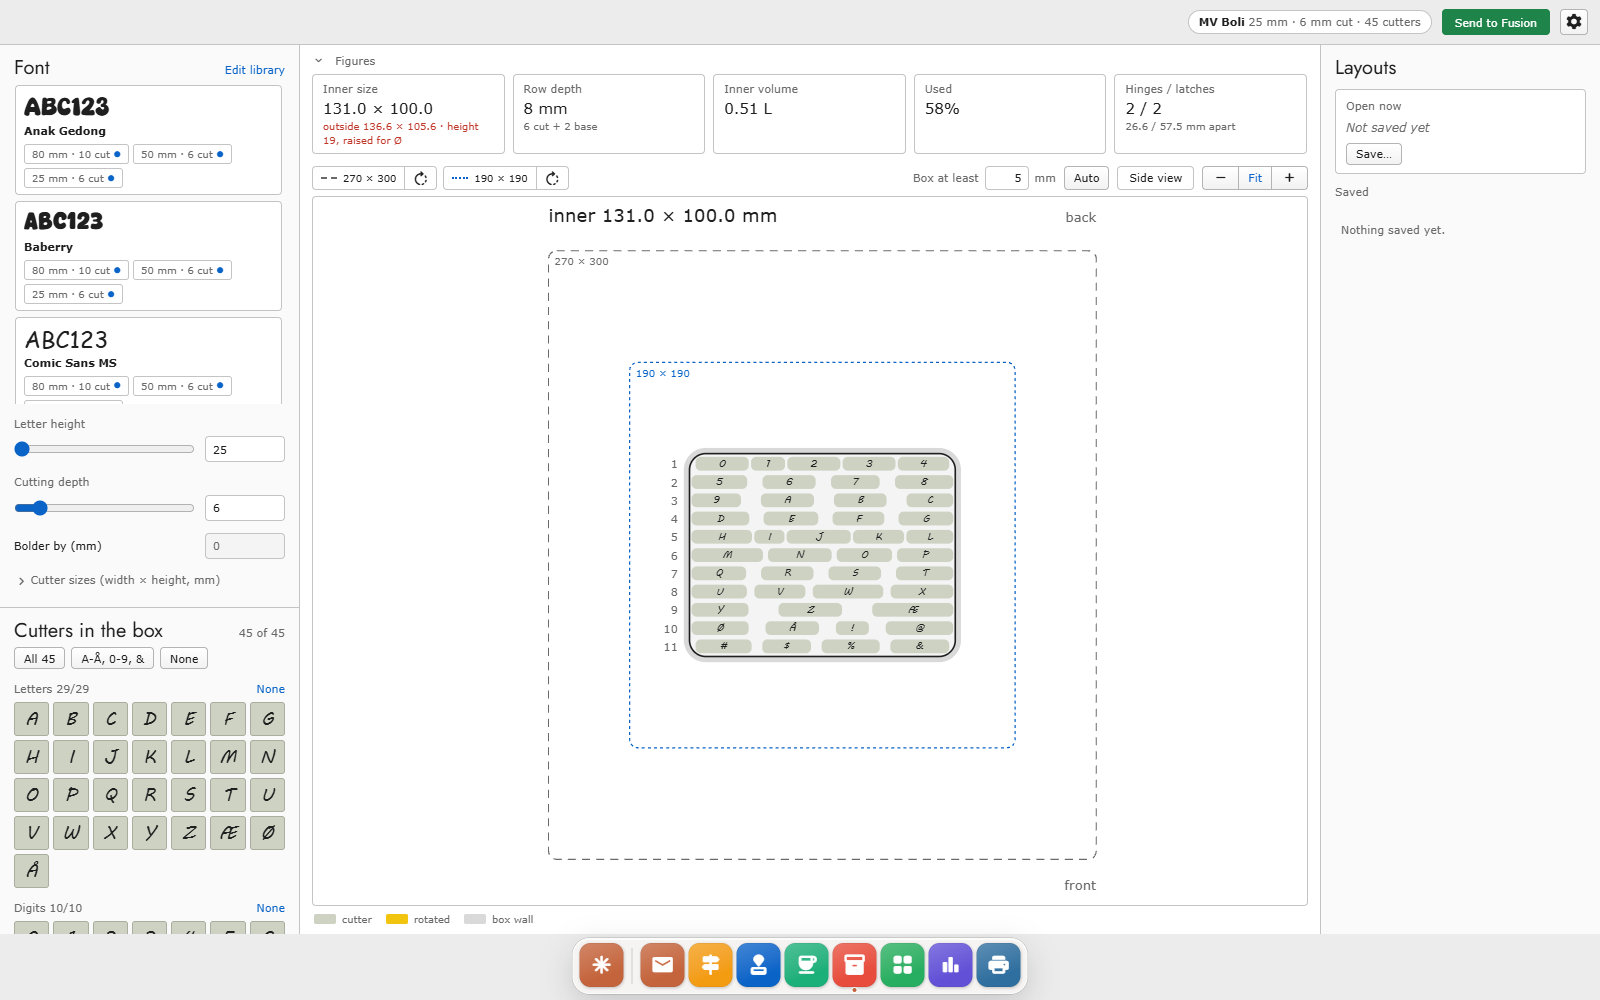 MV Boli 25 mm · 6 mm cut · 45 cutters
Send to Fusion
Font
Edit library
ABC123
Anak Gedong
80 mm · 10 cut
50 mm · 6 cut
25 mm · 6 cut
ABC123
Baberry
80 mm · 10 cut
50 mm · 6 cut
25 mm · 6 cut
ABC123
Comic Sans MS
80 mm · 10 cut
50 mm · 6 cut
Letter height
25
Cutting depth
6
Bolder by (mm)
0
Cutter sizes (width × height, mm)
Cutters in the box
45 of 45
All 45
A-Å, 0-9, &
None
Letters 29/29
None
A B C D E F G
H I J K L M N
O P Q R S T U
V W X Y Z Æ Ø
Å
Digits 10/10
None
Figures
Inner size
131.0 × 100.0
outside 136.6 × 105.6 · height
19, raised for Ø
Row depth
8 mm
6 cut + 2 base
Inner volume
0.51 L
Used
58%
Hinges / latches
2 / 2
26.6 / 57.5 mm apart
270 × 300
190 × 190
Box at least
5
mm
Auto
Side view
−
Fit
+
inner 131.0 × 100.0 mm
back
270 × 300
190 × 190
1 0 1 2 3 4
2 5 6 7 8
3 9 A B C
4 D E F G
5 H I J K L
6 M N O P
7 Q R S T
8 U V W X
9 Y Z Æ
10 Ø Å ! @
11 # $ % &
front
cutter
rotated
box wall
Layouts
Open now
Not saved yet
Save...
Saved
Nothing saved yet.